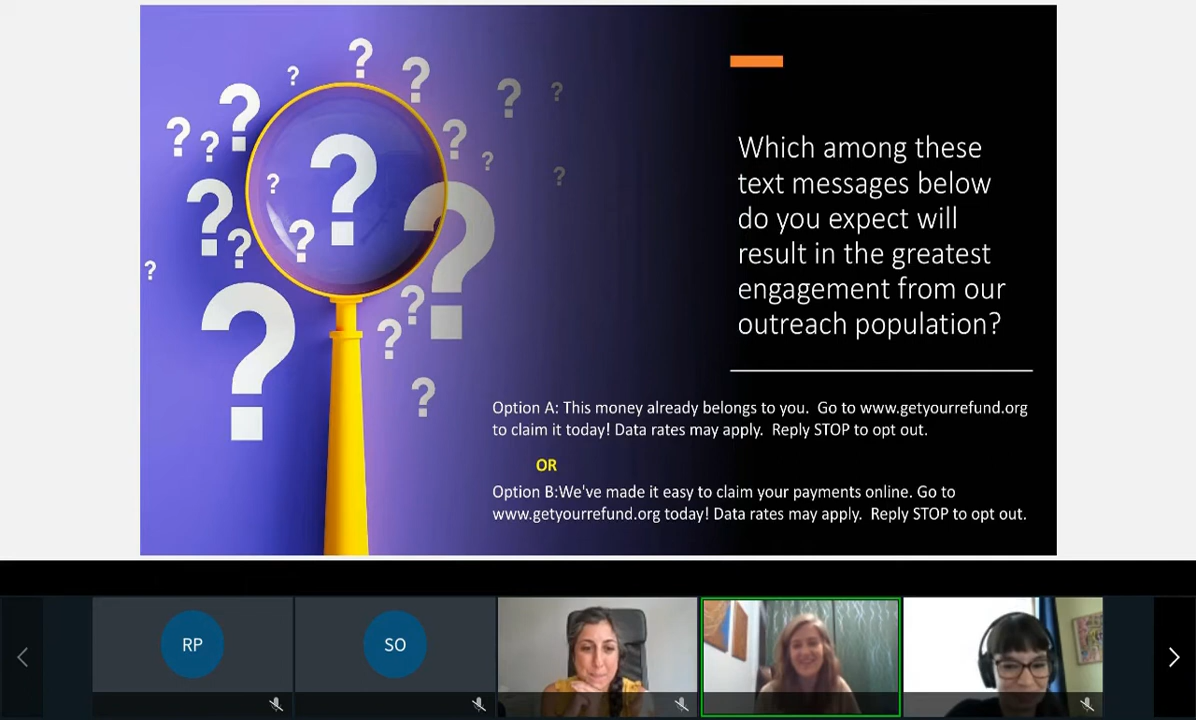 Which among these
text messages below
do you expect will
result in the greatest
engagement from our
outreach population?
Option A: This money already belongs to you.  Go to www.getyourrefund.org
to claim it today! Data rates may apply.  Reply STOP to opt out.
OR
Option B:We've made it easy to claim your payments online. Go to
www.getyourrefund.org today! Data rates may apply.  Reply STOP to opt out.
RP
SO